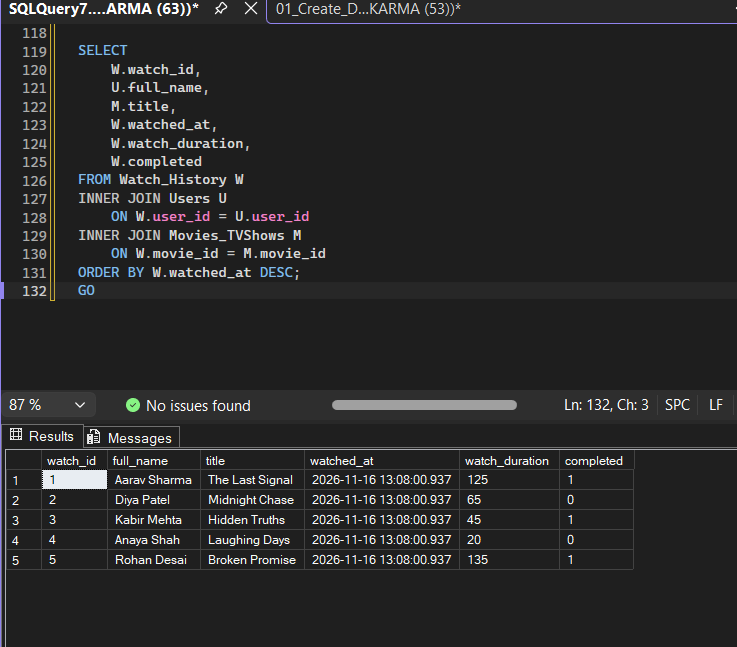 SQLQuery7....ARMA (63))* 01_Create_D...KARMA (53))*
118
119 SELECT
120 W.watch_id,
121 U.full_name,
122 M.title,
123 W.watched_at,
124 W.watch_duration,
125 W.completed
126 FROM Watch_History W
127 INNER JOIN Users U
128 ON W.user_id = U.user_id
129 INNER JOIN Movies_TVShows M
130 ON W.movie_id = M.movie_id
131 ORDER BY W.watched_at DESC;
132 GO
87 % No issues found Ln: 132, Ch: 3 SPC LF
Results Messages
watch_id full_name title watched_at watch_duration completed
1 1 Aarav Sharma The Last Signal 2026-11-16 13:08:00.937 125 1
2 2 Diya Patel Midnight Chase 2026-11-16 13:08:00.937 65 0
3 3 Kabir Mehta Hidden Truths 2026-11-16 13:08:00.937 45 1
4 4 Anaya Shah Laughing Days 2026-11-16 13:08:00.937 20 0
5 5 Rohan Desai Broken Promise 2026-11-16 13:08:00.937 135 1